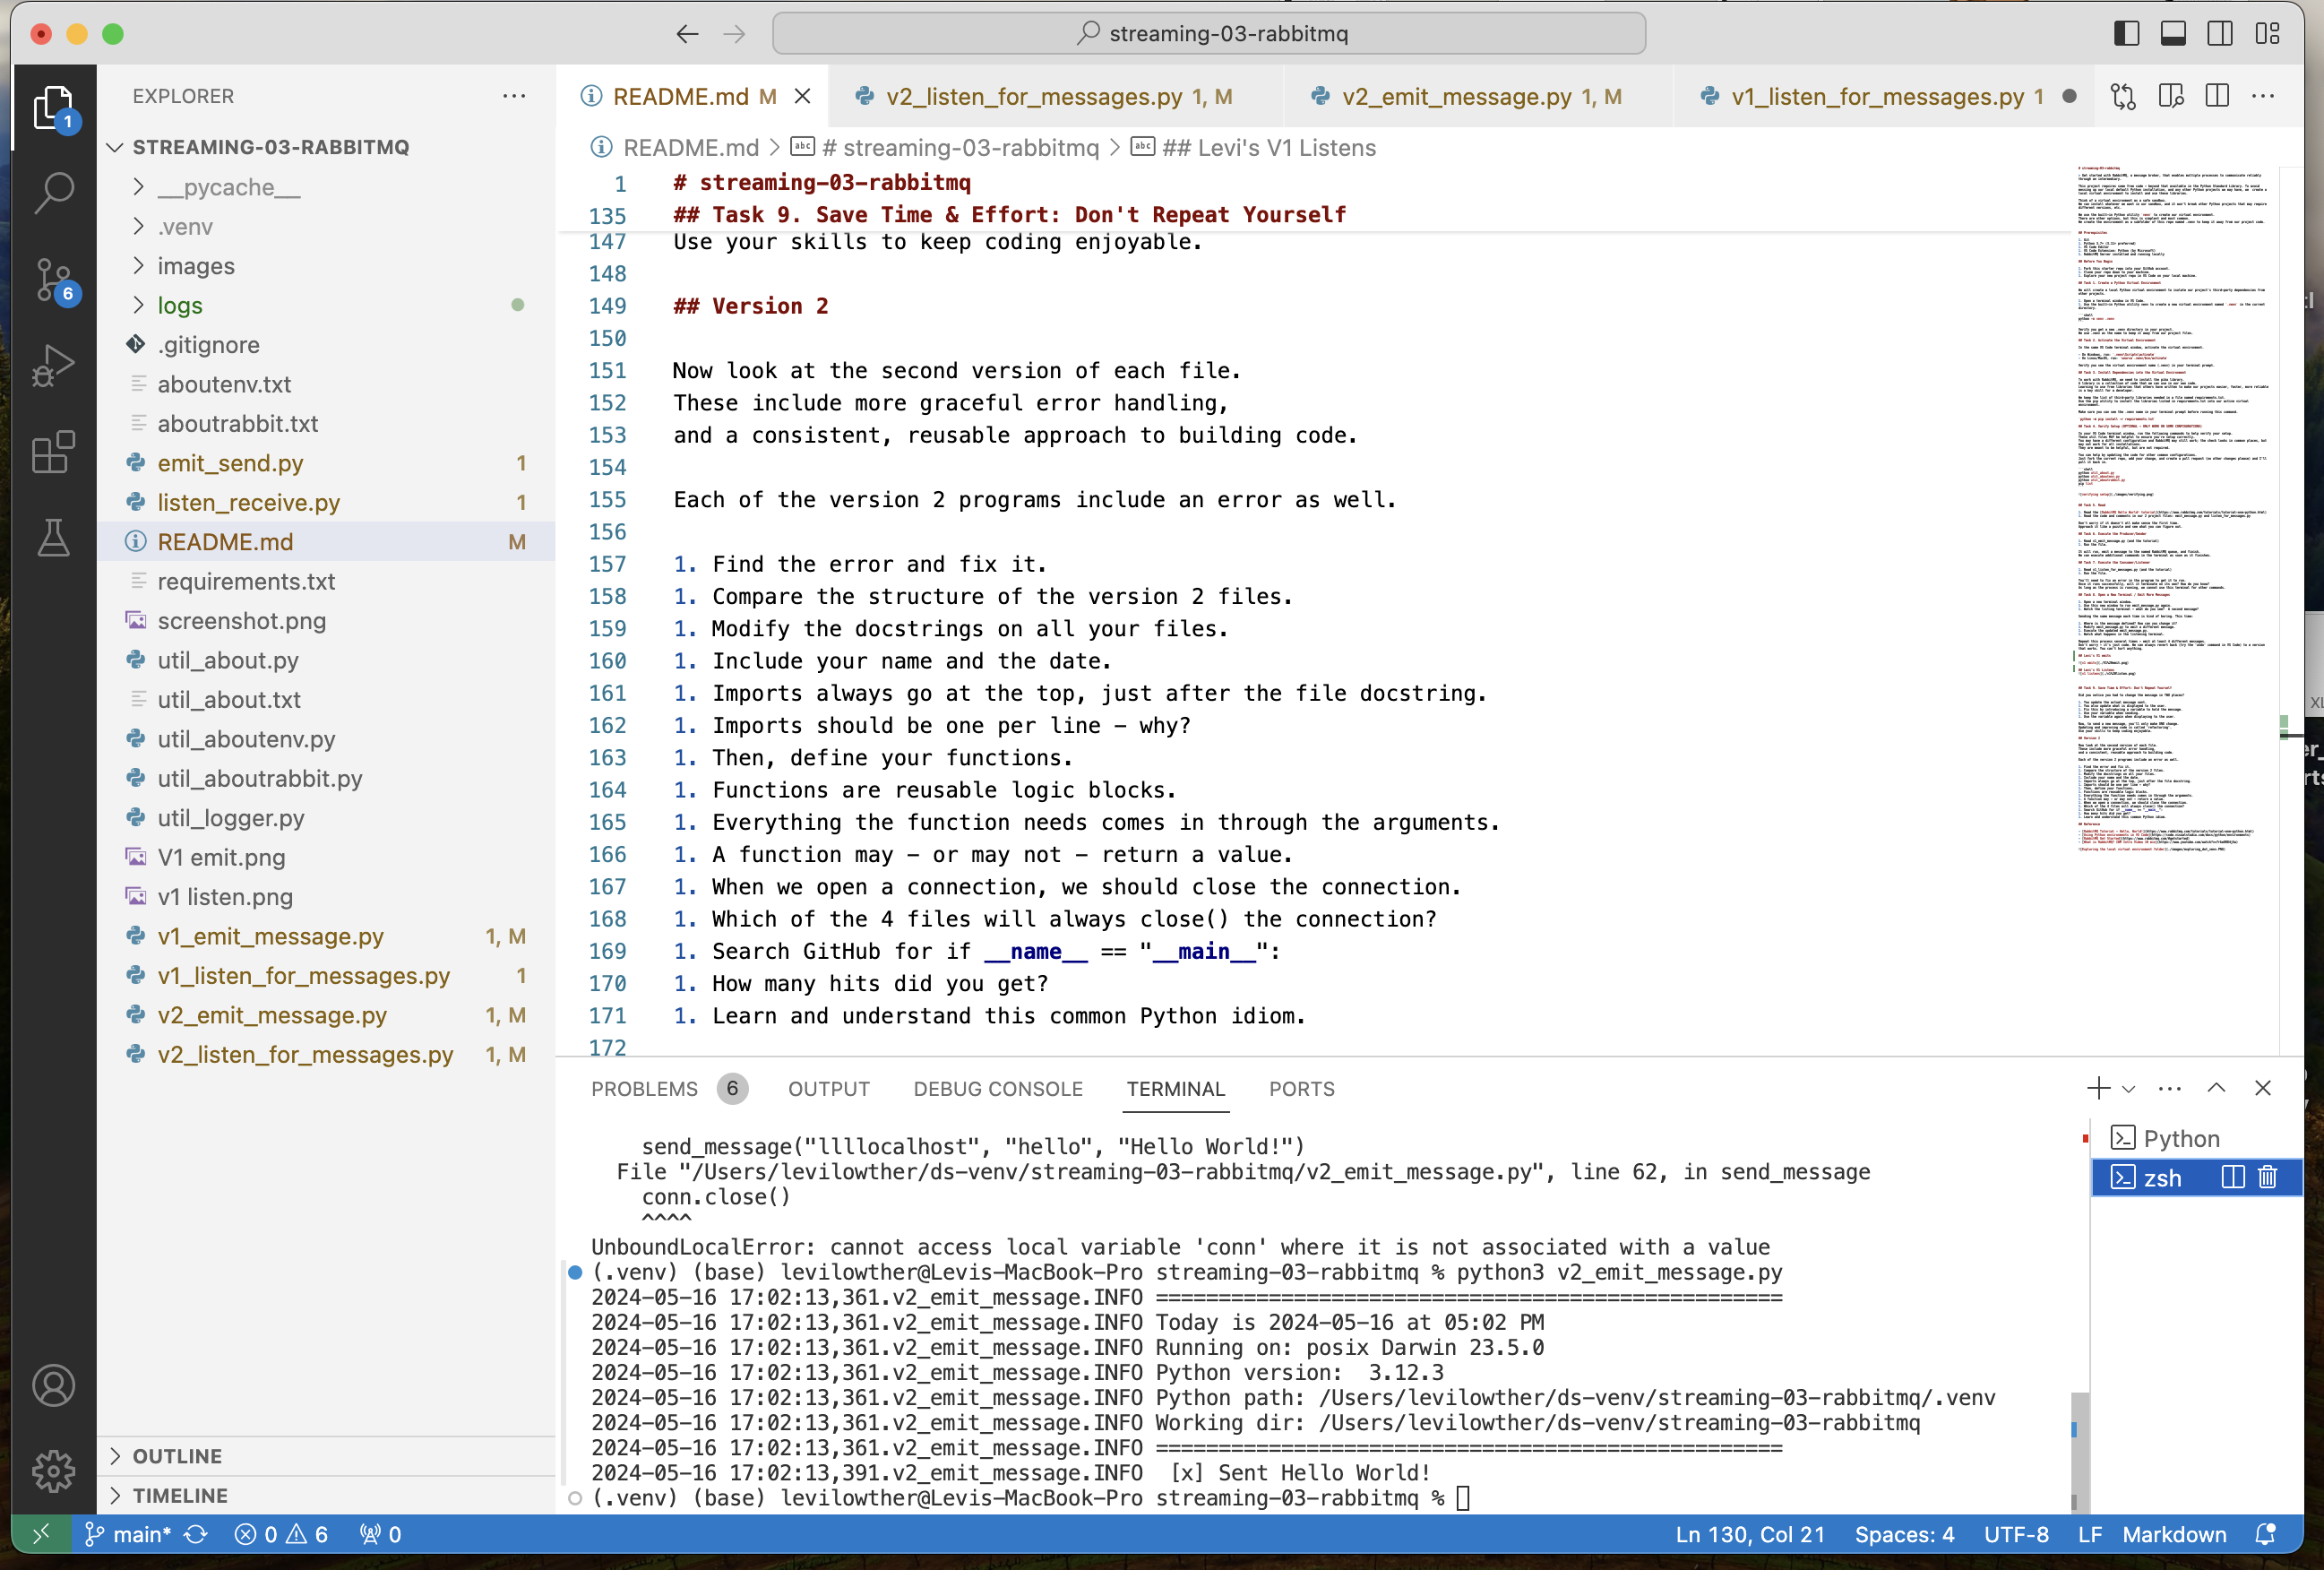 streaming-03-rabbitmq
EXPLORER
STREAMING-03-RABBITMQ
__pycache__
.venv
images
logs
.gitignore
aboutenv.txt
aboutrabbit.txt
emit_send.py 1
listen_receive.py 1
README.md M
requirements.txt
screenshot.png
util_about.py
util_about.txt
util_aboutenv.py
util_aboutrabbit.py
util_logger.py
V1 emit.png
v1 listen.png
v1_emit_message.py 1, M
v1_listen_for_messages.py 1
v2_emit_message.py 1, M
v2_listen_for_messages.py 1, M
OUTLINE
TIMELINE
1
6
README.md M
v2_listen_for_messages.py 1, M
v2_emit_message.py 1, M
v1_listen_for_messages.py 1
README.md > # streaming-03-rabbitmq > ## Levi's V1 Listens
1 # streaming-03-rabbitmq
135 ## Task 9. Save Time & Effort: Don't Repeat Yourself
147 Use your skills to keep coding enjoyable.
148
149 ## Version 2
150
151 Now look at the second version of each file.
152 These include more graceful error handling,
153 and a consistent, reusable approach to building code.
154
155 Each of the version 2 programs include an error as well.
156
157 1. Find the error and fix it.
158 1. Compare the structure of the version 2 files.
159 1. Modify the docstrings on all your files.
160 1. Include your name and the date.
161 1. Imports always go at the top, just after the file docstring.
162 1. Imports should be one per line - why?
163 1. Then, define your functions.
164 1. Functions are reusable logic blocks.
165 1. Everything the function needs comes in through the arguments.
166 1. A function may - or may not - return a value.
167 1. When we open a connection, we should close the connection.
168 1. Which of the 4 files will always close() the connection?
169 1. Search GitHub for if __name__ == "__main__":
170 1. How many hits did you get?
171 1. Learn and understand this common Python idiom.
172
PROBLEMS 6 OUTPUT DEBUG CONSOLE TERMINAL PORTS
send_message("llllocalhost", "hello", "Hello World!")
File "/Users/levilowther/ds-venv/streaming-03-rabbitmq/v2_emit_message.py", line 62, in send_message
conn.close()
^^^^
UnboundLocalError: cannot access local variable 'conn' where it is not associated with a value
(.venv) (base) levilowther@Levis-MacBook-Pro streaming-03-rabbitmq % python3 v2_emit_message.py
2024-05-16 17:02:13,361.v2_emit_message.INFO ==================================================
2024-05-16 17:02:13,361.v2_emit_message.INFO Today is 2024-05-16 at 05:02 PM
2024-05-16 17:02:13,361.v2_emit_message.INFO Running on: posix Darwin 23.5.0
2024-05-16 17:02:13,361.v2_emit_message.INFO Python version:  3.12.3
2024-05-16 17:02:13,361.v2_emit_message.INFO Python path: /Users/levilowther/ds-venv/streaming-03-rabbitmq/.venv
2024-05-16 17:02:13,361.v2_emit_message.INFO Working dir: /Users/levilowther/ds-venv/streaming-03-rabbitmq
2024-05-16 17:02:13,361.v2_emit_message.INFO ==================================================
2024-05-16 17:02:13,391.v2_emit_message.INFO  [x] Sent Hello World!
(.venv) (base) levilowther@Levis-MacBook-Pro streaming-03-rabbitmq %
Python
zsh
main* 0 6 0
Ln 130, Col 21 Spaces: 4 UTF-8 LF Markdown